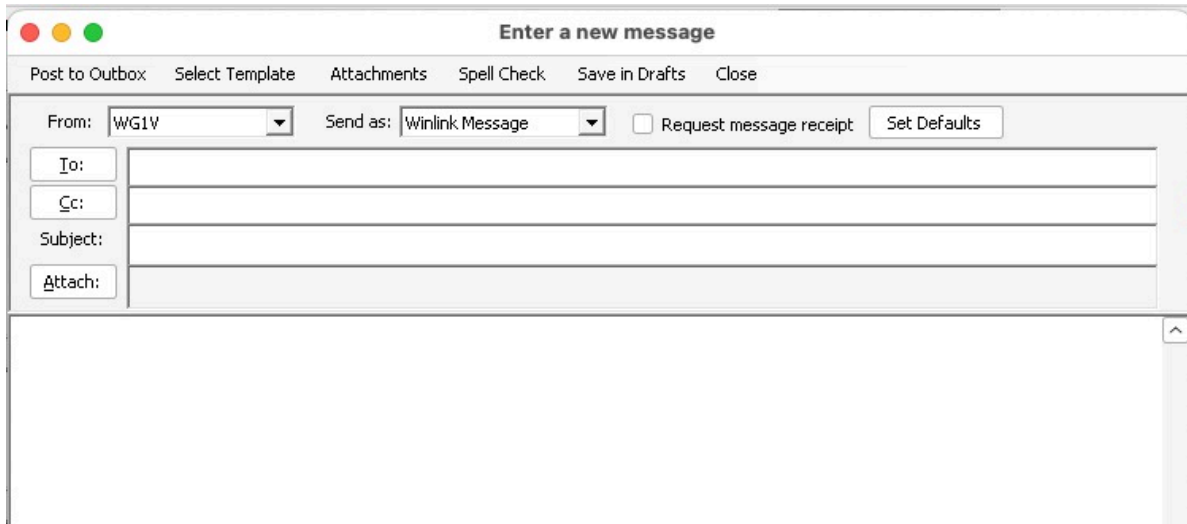 Enter a new message
Post to Outbox Select Template Attachments Spell Check Save in Drafts Close
From: WG1V Send as: Winlink Message Request message receipt Set Defaults
To:
Cc:
Subject:
Attach: